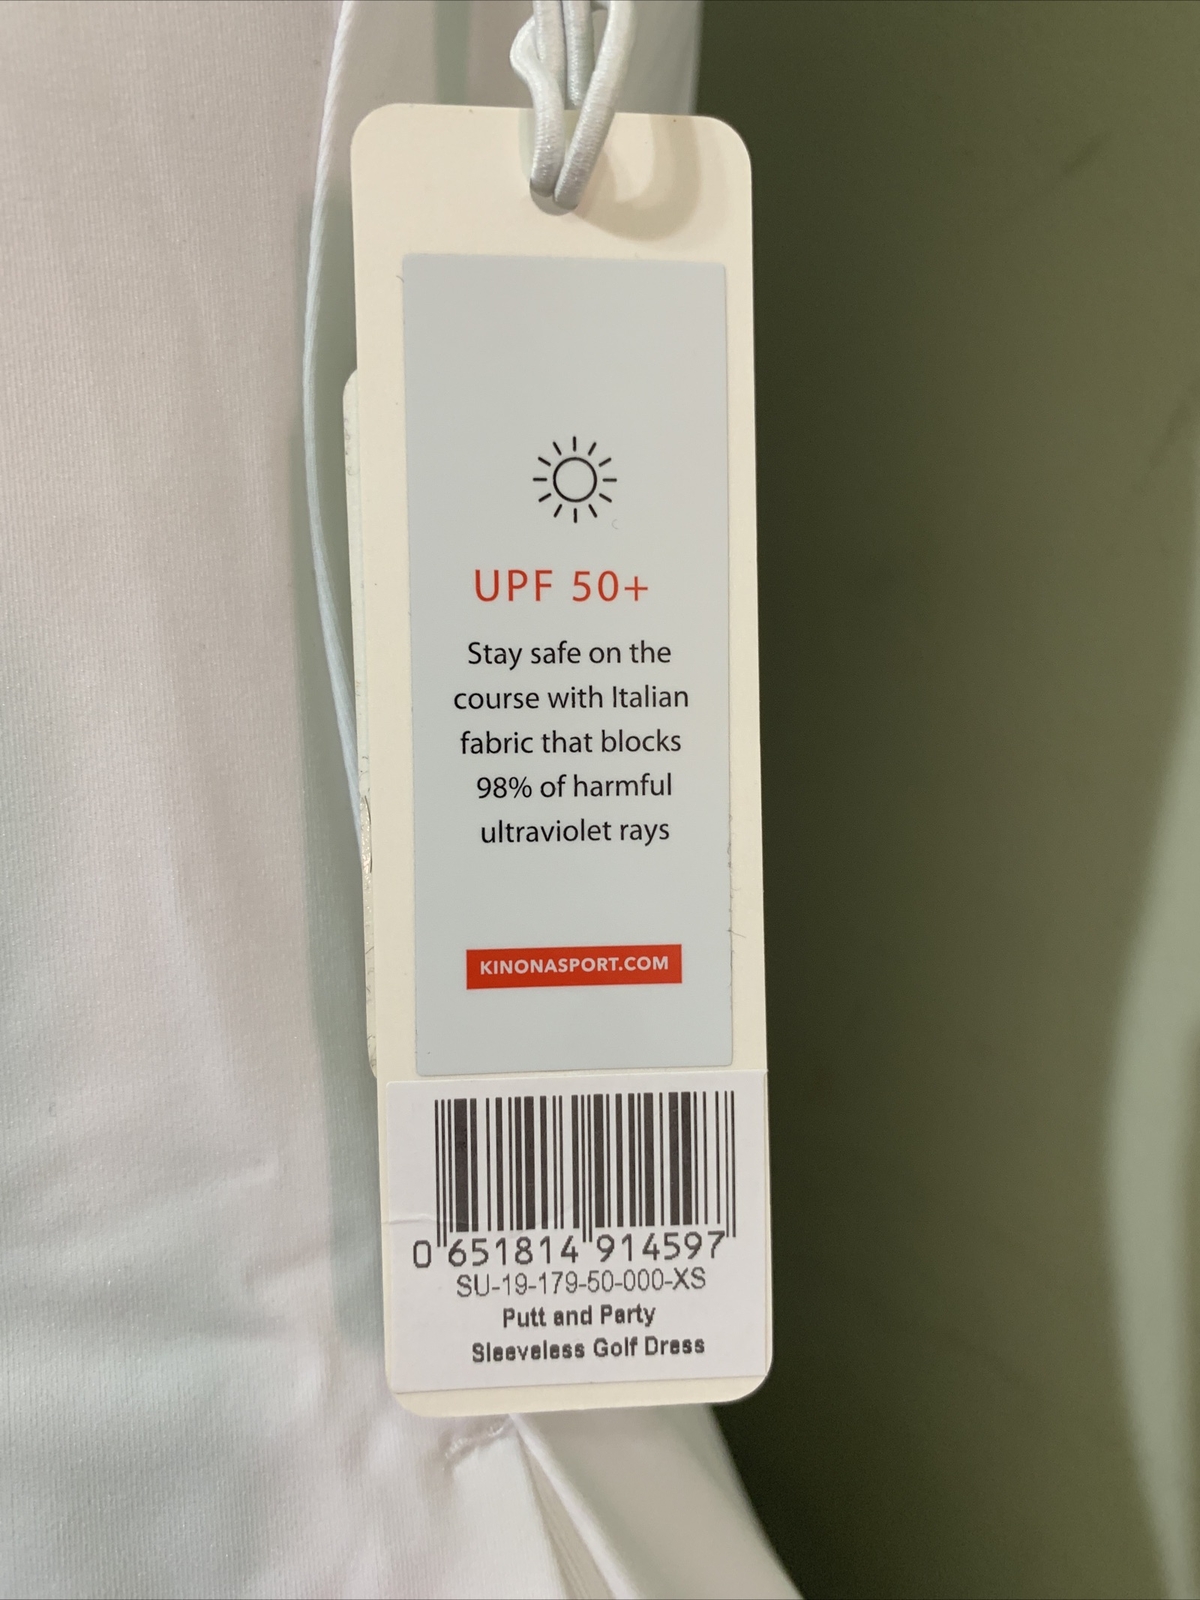 UPF 50+
Stay safe on the
course with Italian
fabric that blocks
98% of harmful
ultraviolet rays
KINONASPORT.COM
0 651814 914597
SU-19-179-50-000-XS
Putt and Party
Sleeveless Golf Dress